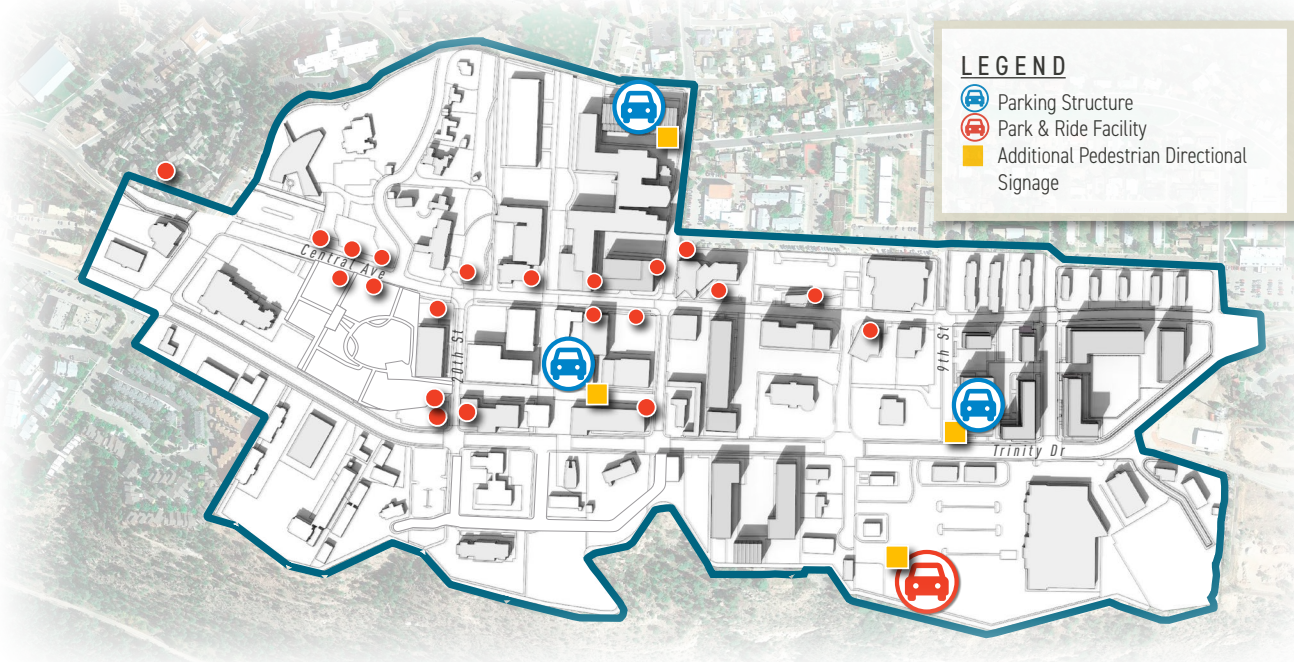 LEGEND
Parking Structure
Park & Ride Facility
Additional Pedestrian Directional
Signage
Central Ave
20th St
9th St
Trinity Dr